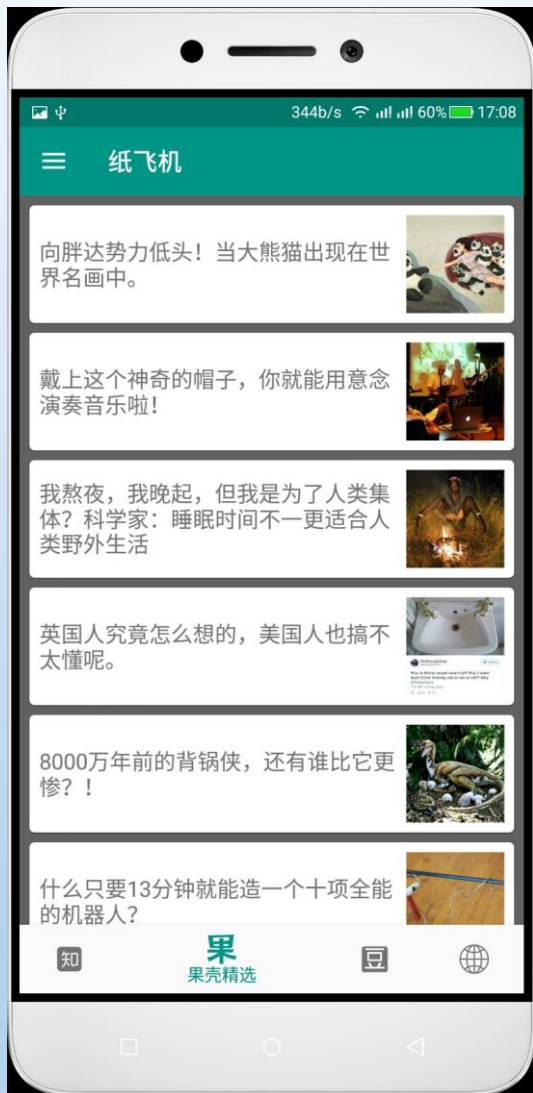 344b/s 60% 17:08
纸飞机
向胖达势力低头！当大熊猫出现在世
界名画中。
戴上这个神奇的帽子，你就能用意念
演奏音乐啦！
我熬夜，我晚起，但我是为了人类集
体？科学家：睡眠时间不一更适合人
类野外生活
英国人究竟怎么想的，美国人也搞不
太懂呢。
8000万年前的背锅侠，还有谁比它更
惨？！
什么只要13分钟就能造一个十项全能
的机器人？
知
果
豆
果壳精选